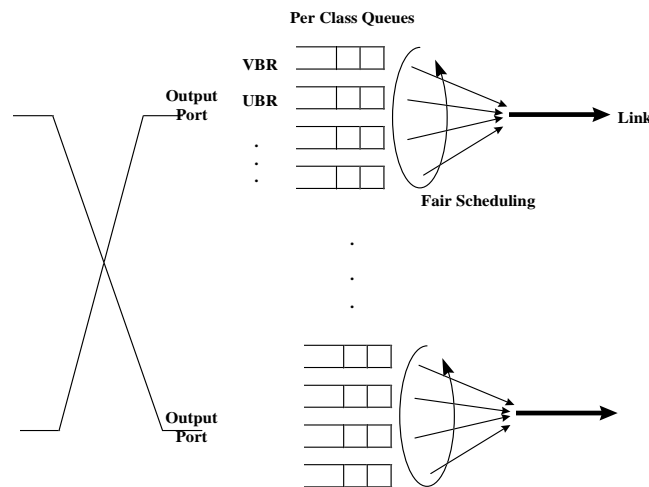 Per Class Queues
VBR
Output
Port
UBR
Link
Fair Scheduling
Output
Port